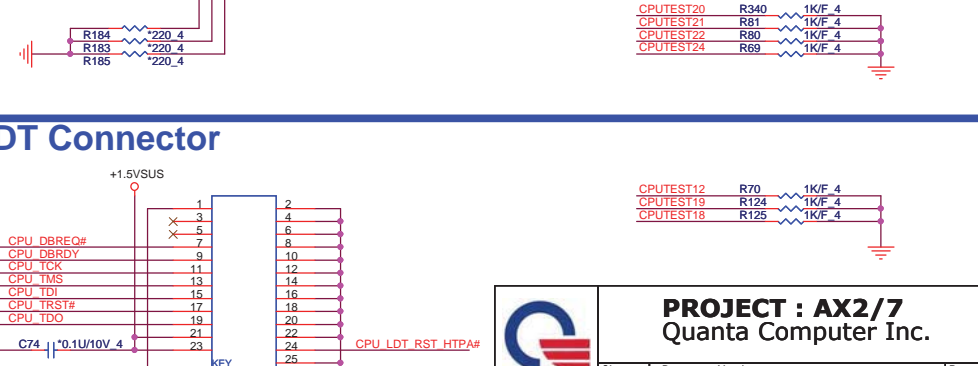 CPUTEST20 R340 1K/F_4
CPUTEST21 R81 1K/F_4
CPUTEST22 R80 1K/F_4
CPUTEST24 R69 1K/F_4
R184 *220_4
R183 *220_4
R185 *220_4
DT Connector
+1.5VSUS
CPUTEST12 R70 1K/F_4
CPUTEST19 R124 1K/F_4
CPUTEST18 R125 1K/F_4
1 2
3 4
5 6
CPU_DBREQ# 7 8
CPU_DBRDY 9 10
CPU_TCK 11 12
CPU_TMS 13 14
CPU_TDI 15 16
CPU_TRST# 17 18
CPU_TDO 19 20
21 22
C74 *0.1U/10V_4 23 24 CPU_LDT_RST_HTPA#
KEY 25
PROJECT : AX2/7
Quanta Computer Inc.